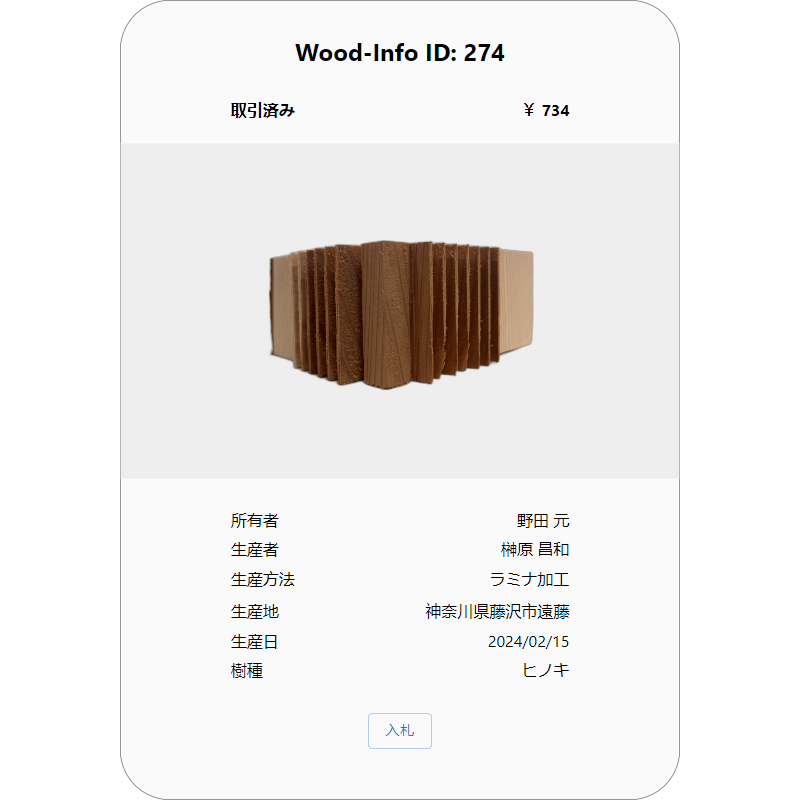 Wood-Info ID: 274
取引済み ￥ 734
所有者 野田 元
生産者 榊原 昌和
生産方法 ラミナ加工
生産地 神奈川県藤沢市遠藤
生産日 2024/02/15
樹種 ヒノキ
入札